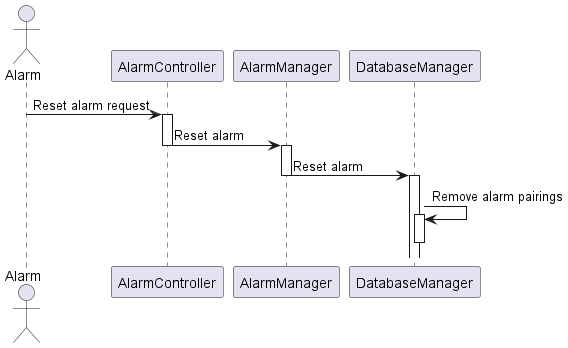 Alarm
AlarmController
AlarmManager
DatabaseManager
Reset alarm request
Reset alarm
Reset alarm
Remove alarm pairings
Alarm
AlarmController
AlarmManager
DatabaseManager